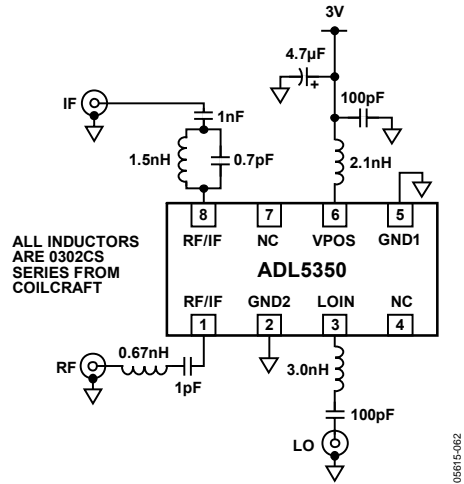 3V
4.7µF
+
100pF
IF
1nF
1.5nH
0.7pF
2.1nH
8
7
6
5
RF/IF
NC
VPOS
GND1
ALL INDUCTORS
ARE 0302CS
SERIES FROM
COILCRAFT
ADL5350
RF/IF
GND2
LOIN
NC
1
2
3
4
RF
0.67nH
1pF
3.0nH
100pF
LO
05615-062